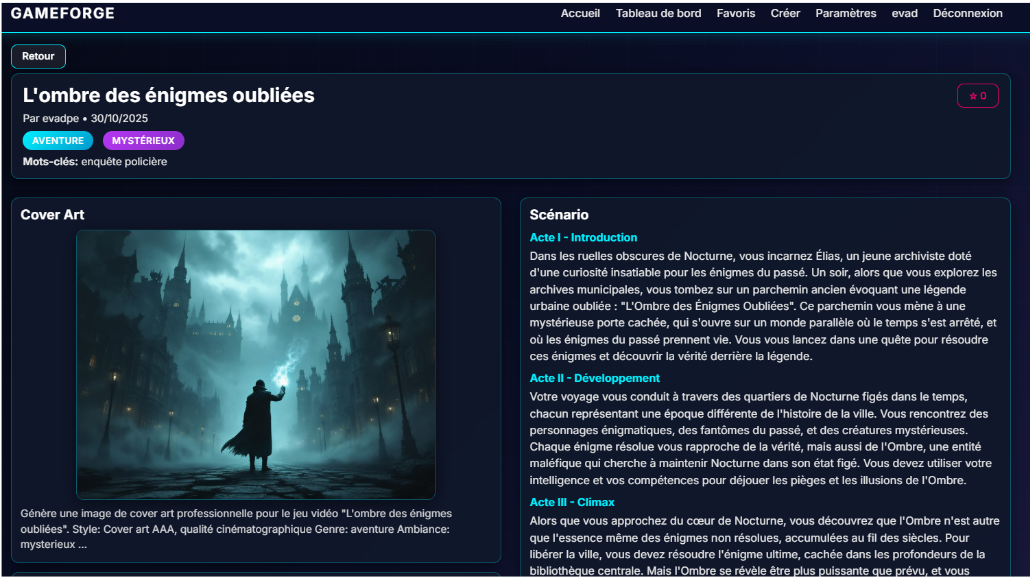 GAMEFORGE
Accueil Tableau de bord Favoris Créer Paramètres evad Déconnexion
Retour
L'ombre des énigmes oubliées
☆ 0
Par evadpe • 30/10/2025
AVENTURE MYSTÉRIEUX
Mots-clés: enquête policière
Cover Art
Génère une image de cover art professionnelle pour le jeu vidéo "L'ombre des énigmes
oubliées". Style: Cover art AAA, qualité cinématographique Genre: aventure Ambiance:
mysterieux ...
Scénario
Acte I - Introduction
Dans les ruelles obscures de Nocturne, vous incarnez Élias, un jeune archiviste doté
d'une curiosité insatiable pour les énigmes du passé. Un soir, alors que vous explorez les
archives municipales, vous tombez sur un parchemin ancien évoquant une légende
urbaine oubliée : "L'Ombre des Énigmes Oubliées". Ce parchemin vous mène à une
mystérieuse porte cachée, qui s'ouvre sur un monde parallèle où le temps s'est arrêté, et
où les énigmes du passé prennent vie. Vous vous lancez dans une quête pour résoudre
ces énigmes et découvrir la vérité derrière la légende.
Acte II - Développement
Votre voyage vous conduit à travers des quartiers de Nocturne figés dans le temps,
chacun représentant une époque différente de l'histoire de la ville. Vous rencontrez des
personnages énigmatiques, des fantômes du passé, et des créatures mystérieuses.
Chaque énigme résolue vous rapproche de la vérité, mais aussi de l'Ombre, une entité
maléfique qui cherche à maintenir Nocturne dans son état figé. Vous devez utiliser votre
intelligence et vos compétences pour déjouer les pièges et les illusions de l'Ombre.
Acte III - Climax
Alors que vous approchez du cœur de Nocturne, vous découvrez que l'Ombre n'est autre
que l'essence même des énigmes non résolues, accumulées au fil des siècles. Pour
libérer la ville, vous devez résoudre l'énigme ultime, cachée dans les profondeurs de la
bibliothèque centrale. Mais l'Ombre se révèle être plus puissante que prévu, et vous